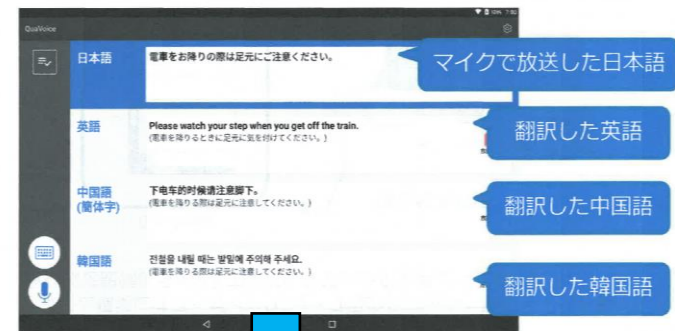 QuaVoice
日本語
電車をお降りの際は足元にご注意ください。
マイクで放送した日本語
英語
Please watch your step when you get off the train.
(電車を降りるときに足元に気を付けてください。)
翻訳した英語
中国語
(簡体字)
下电车的时候请注意脚下。
(電車を降りる際は足元に注意してください。)
翻訳した中国語
韓国語
전철을 내릴 때는 발밑에 주의해 주세요.
(電車を降りる際は足元に注意してください。)
翻訳した韓国語